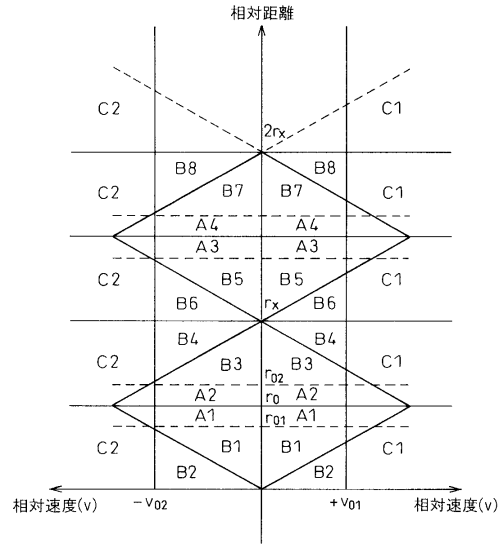 相対距離
C2 C1
2rx
B8 B8
C2 B7 B7 C1
A4 A4
A3 A3
C2 B5 B5 C1
B6 rx B6
B4 B4
C2 B3 B3 C1
r02
A2 r0 A2
A1 r01 A1
C2 B1 B1 C1
B2 B2
相対速度(v) -v02 +v01 相対速度(v)